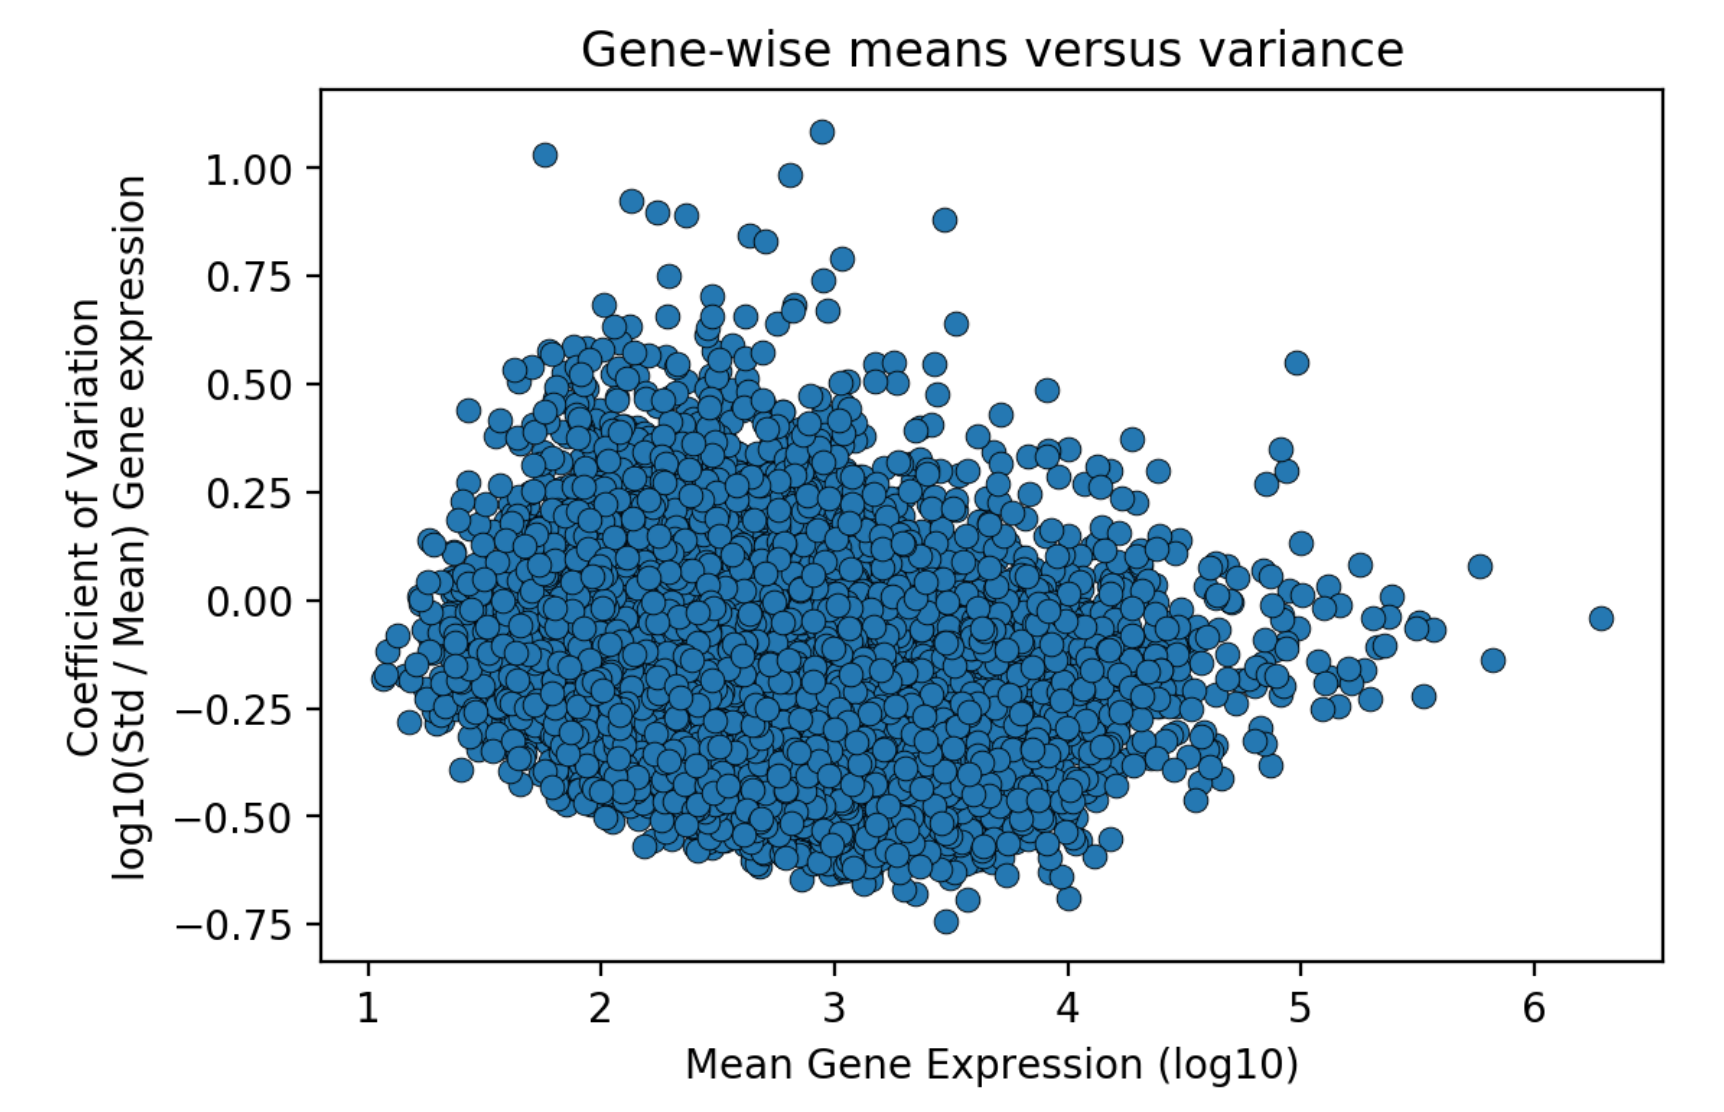 Gene-wise means versus variance
Coefficient of Variation
log10(Std / Mean) Gene expression
1.00
0.75
0.50
0.25
0.00
−0.25
−0.50
−0.75
1 2 3 4 5 6
Mean Gene Expression (log10)